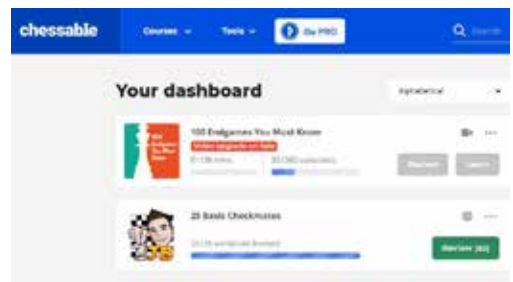 chessable
Courses
Tools
Go PRO
Search
Your dashboard
Alphabetical
100 Endgames You Must Know
Video upgrade on sale
25 Basic Checkmates
Review
Learn